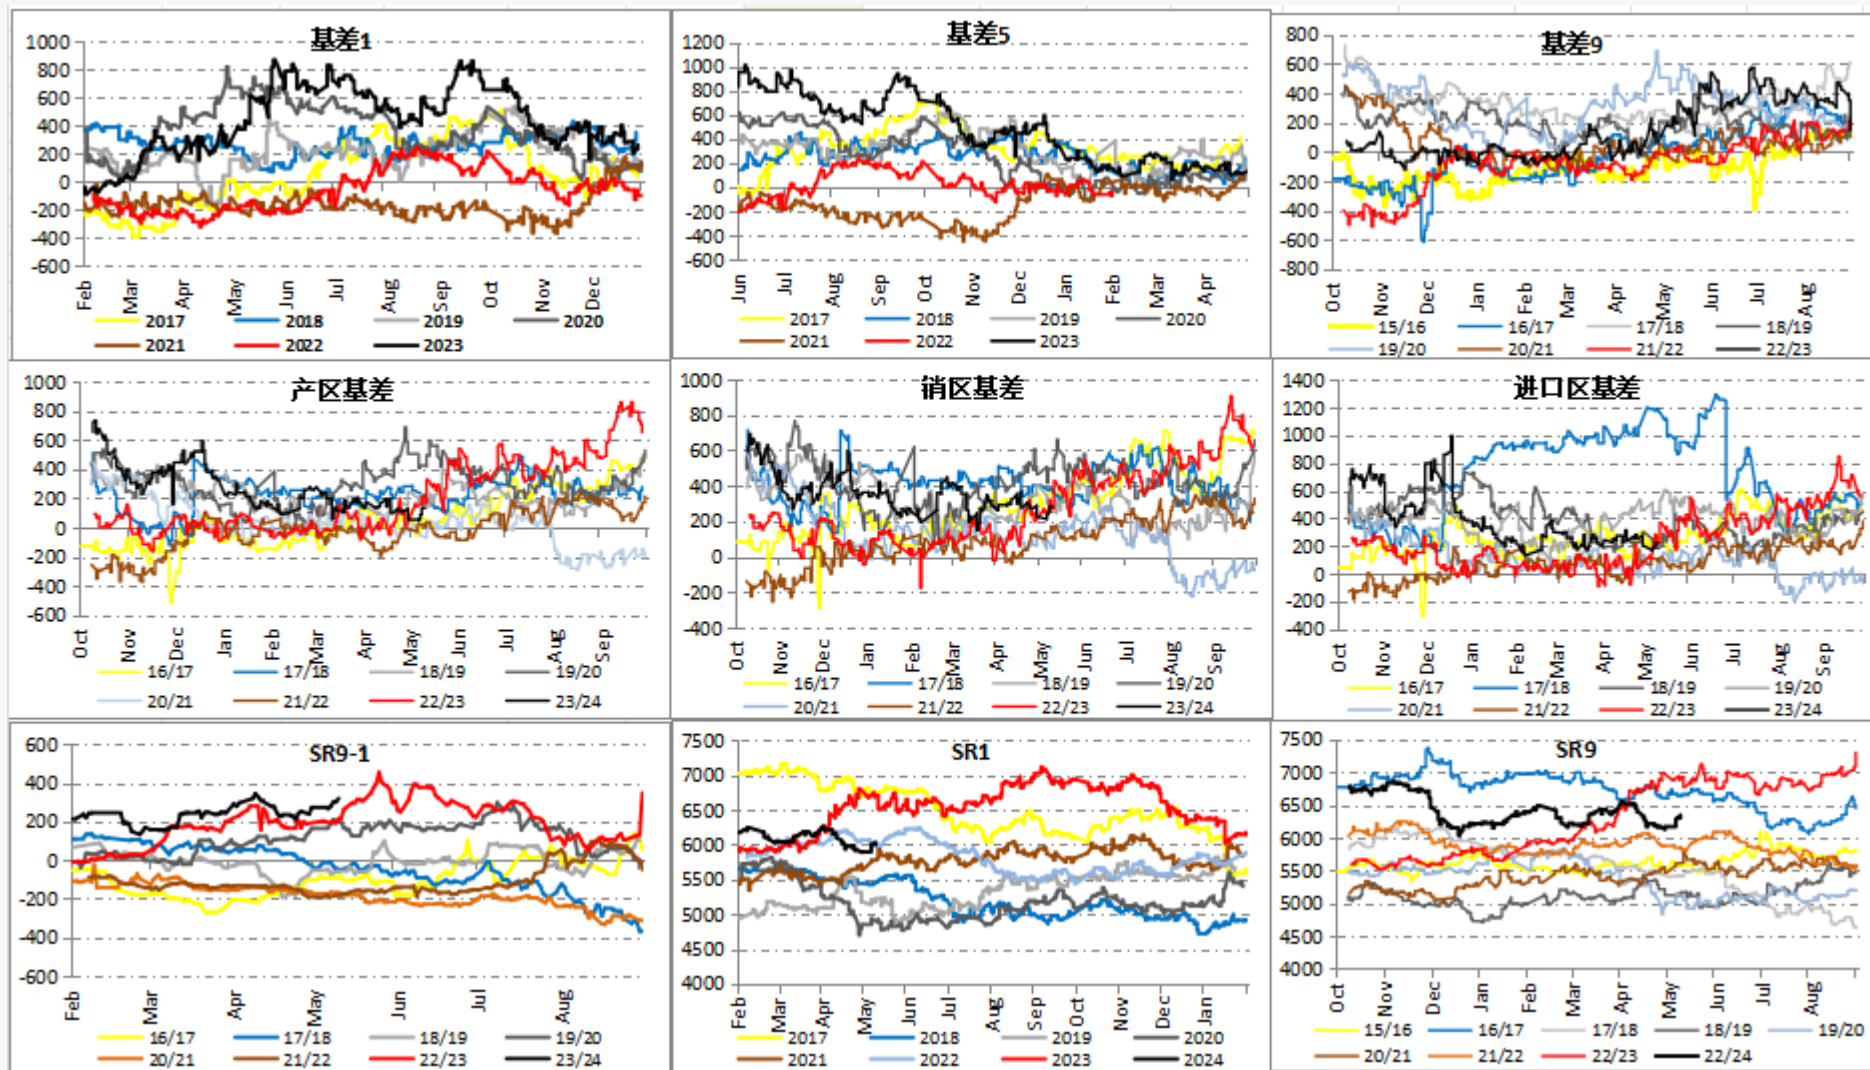 基差1
1000
800
600
400
200
0
-200
-400
-600
Feb
Mar
Apr
May
Jun
Jul
Aug
Sep
Oct
Nov
Dec
2017 2018 2019 2020
2021 2022 2023
基差5
1200
1000
800
600
400
200
0
-200
-400
-600
Jun
Jul
Aug
Sep
Oct
Nov
Dec
Jan
Feb
Mar
Apr
2017 2018 2019 2020
2021 2022 2023
基差9
800
600
400
200
0
-200
-400
-600
-800
Oct
Nov
Dec
Jan
Feb
Mar
Apr
May
Jun
Jul
Aug
15/16 16/17 17/18 18/19
19/20 20/21 21/22 22/23
产区基差
1000
800
600
400
200
0
-200
-400
-600
Oct
Nov
Dec
Jan
Feb
Mar
Apr
May
Jun
Jul
Aug
Sep
16/17 17/18 18/19 19/20
20/21 21/22 22/23 23/24
销区基差
1000
800
600
400
200
0
-200
-400
Oct
Nov
Dec
Jan
Feb
Mar
Apr
May
Jun
Jul
Aug
Sep
16/17 17/18 18/19 19/20
20/21 21/22 22/23 23/24
进口区基差
1400
1200
1000
800
600
400
200
0
-200
-400
Oct
Nov
Dec
Jan
Feb
Mar
Apr
May
Jun
Jul
Aug
Sep
16/17 17/18 18/19 19/20
20/21 21/22 22/23 23/24
SR9-1
600
400
200
0
-200
-400
-600
Feb
Mar
Apr
May
Jun
Jul
Aug
16/17 17/18 18/19 19/20
20/21 21/22 22/23 23/24
SR1
7500
7000
6500
6000
5500
5000
4500
4000
Feb
Mar
Apr
May
Jun
Jul
Aug
Sep
Oct
Nov
Dec
Jan
2017 2018 2019 2020
2021 2022 2023 2024
SR9
7500
7000
6500
6000
5500
5000
4500
4000
Oct
Nov
Dec
Jan
Feb
Mar
Apr
May
Jun
Jul
Aug
15/16 16/17 17/18 18/19 19/20
20/21 21/22 22/23 22/24